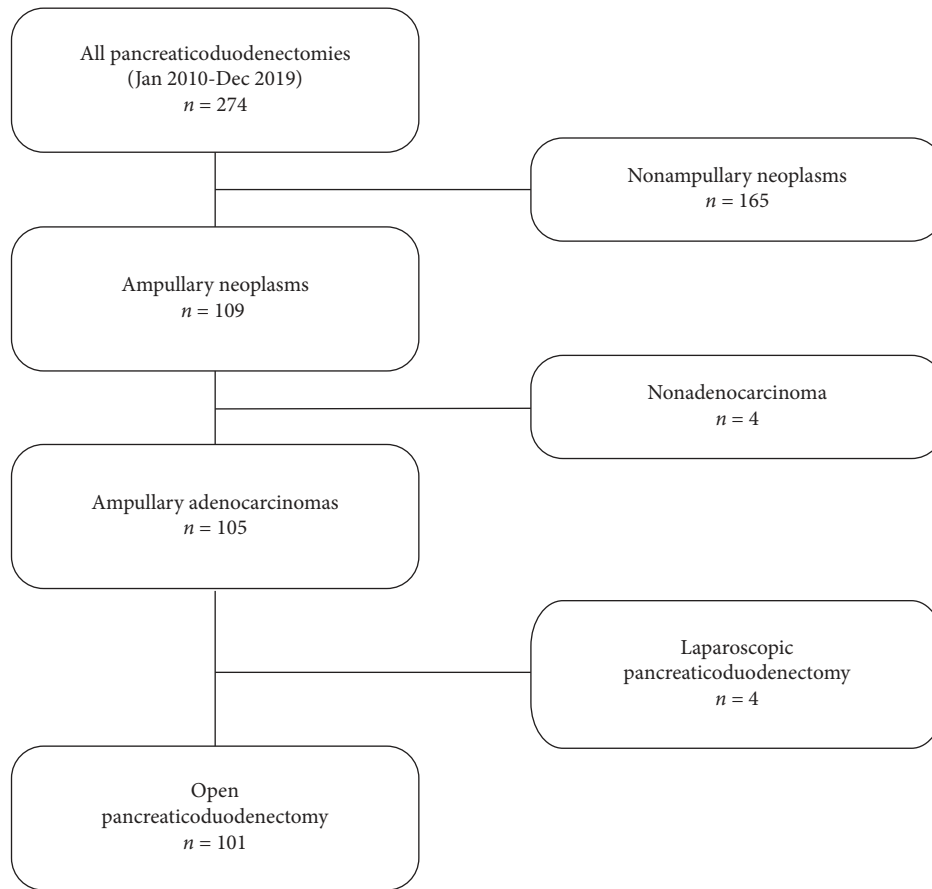 All pancreaticoduodenectomies
(Jan 2010-Dec 2019)
n = 274
Nonampullary neoplasms
n = 165
Ampullary neoplasms
n = 109
Nonadenocarcinoma
n = 4
Ampullary adenocarcinomas
n = 105
Laparoscopic
pancreaticoduodenectomy
n = 4
Open
pancreaticoduodenectomy
n = 101